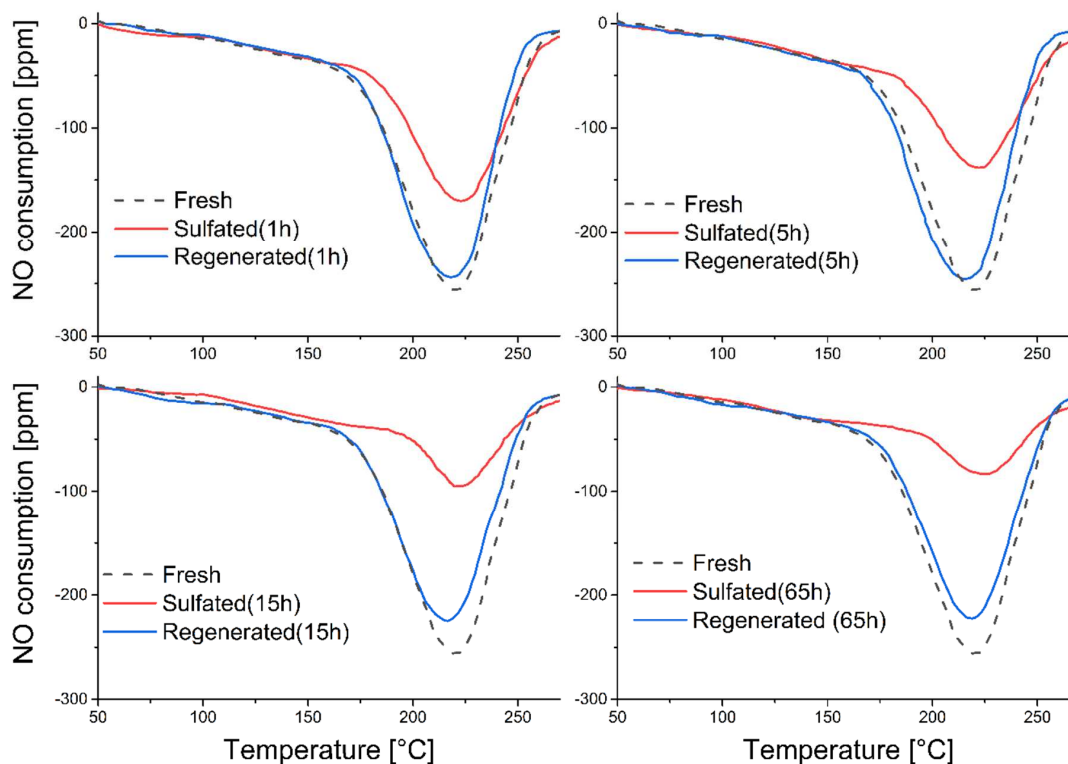 NO consumption [ppm]
0
-100
-200
-300
50
100
150
200
250
Fresh
Sulfated(1h)
Regenerated(1h)
0
-100
-200
-300
50
100
150
200
250
Fresh
Sulfated(5h)
Regenerated(5h)
NO consumption [ppm]
0
-100
-200
-300
50
100
150
200
250
Fresh
Sulfated(15h)
Regenerated(15h)
Temperature [°C]
0
-100
-200
-300
50
100
150
200
250
Fresh
Sulfated(65h)
Regenerated (65h)
Temperature [°C]